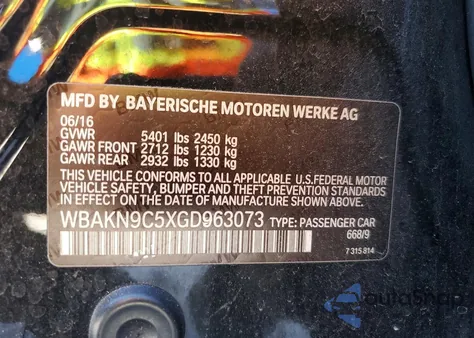 MFD BY BAYERISCHE MOTOREN WERKE AG
06/16
GVWR 5401 lbs 2450 kg
GAWR FRONT 2712 lbs 1230 kg
GAWR REAR 2932 lbs 1330 kg
THIS VEHICLE CONFORMS TO ALL APPLICABLE U.S.FEDERAL MOTOR
VEHICLE SAFETY, BUMPER, AND THEFT PREVENTION STANDARDS
IN EFFECT ON THE DATE OF MANUFACTURE SHOWN ABOVE.
WBAKN9C5XGD963073 TYPE: PASSENGER CAR
668/9
7 315 814